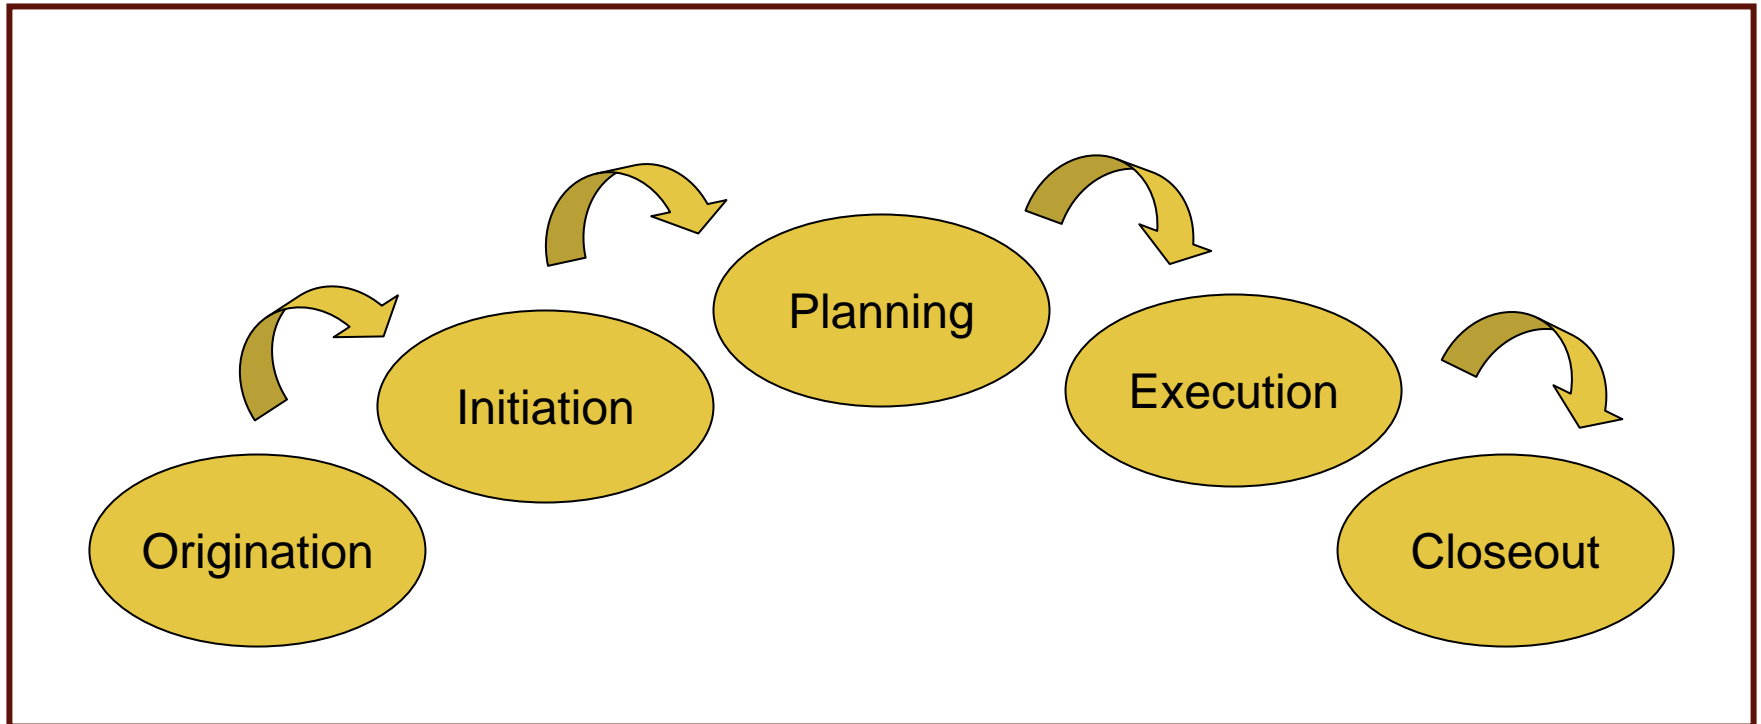 Origination
Initiation
Planning
Execution
Closeout